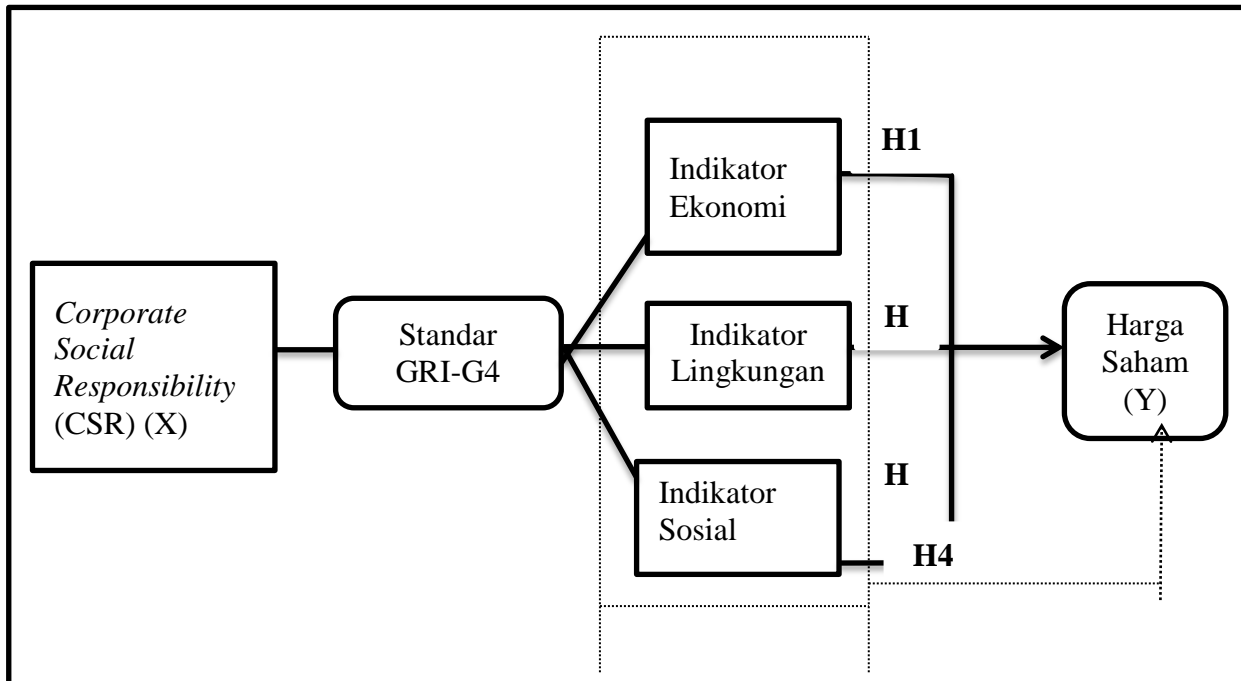 Corporate
Social
Responsibility
(CSR) (X)
Standar
GRI-G4
Indikator
Ekonomi
Indikator
Lingkungan
Indikator
Sosial
H1
H
H
H4
Harga
Saham
(Y)